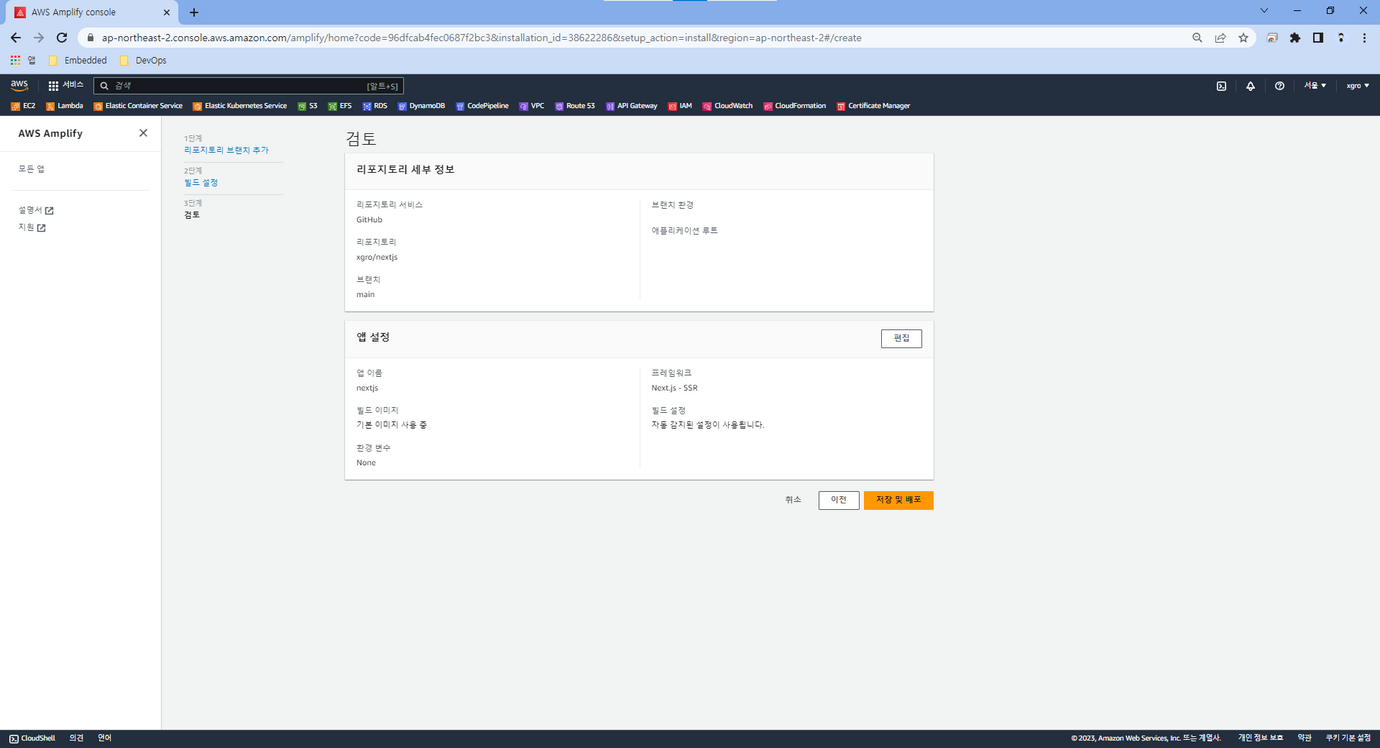 AWS Amplify console
ap-northeast-2.console.aws.amazon.com/amplify/home?code=96dfcab4fec0687f2bc3&installation_id=38622286&setup_action=install&region=ap-northeast-2#/create
앱 Embedded DevOps
aws 서비스 검색 [알트+S] 서울 ▼ xgro ▼
EC2 Lambda Elastic Container Service Elastic Kubernetes Service S3 EFS RDS DynamoDB CodePipeline VPC Route 53 API Gateway IAM CloudWatch CloudFormation Certificate Manager
AWS Amplify
모든 앱
설명서
지원
1단계
리포지토리 브랜치 추가
2단계
빌드 설정
3단계
검토
검토
리포지토리 세부 정보
리포지토리 서비스
GitHub
리포지토리
xgro/nextjs
브랜치
main
브랜치 환경
애플리케이션 루트
앱 설정
편집
앱 이름
nextjs
빌드 이미지
기본 이미지 사용 중
환경 변수
None
프레임워크
Next.js - SSR
빌드 설정
자동 감지된 설정이 사용됩니다.
취소 이전 저장 및 배포
CloudShell 의견 언어 © 2023, Amazon Web Services, Inc. 또는 계열사. 개인 정보 보호 약관 쿠키 기본 설정